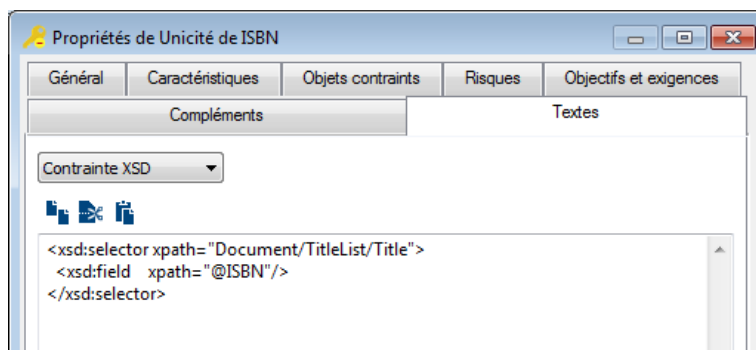 Propriétés de Unicité de ISBN
Général Caractéristiques Objets contraints Risques Objectifs et exigences
Compléments Textes
Contrainte XSD
<xsd:selector xpath="Document/TitleList/Title">
<xsd:field xpath="@ISBN"/>
</xsd:selector>